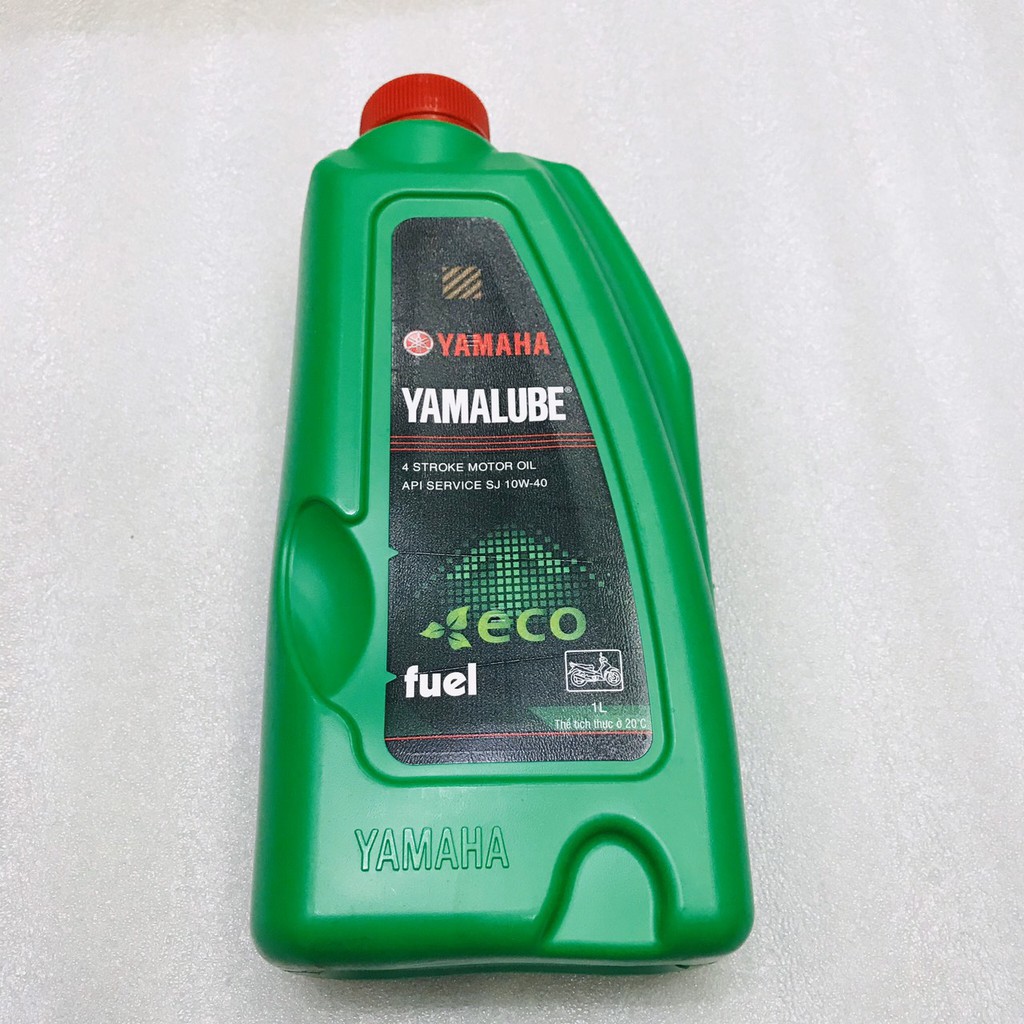 YAMAHA
YAMALUBE®
4 STROKE MOTOR OIL
API SERVICE SJ 10W-40
eco
fuel
1L
Thể tích thực ở 20°C
YAMAHA